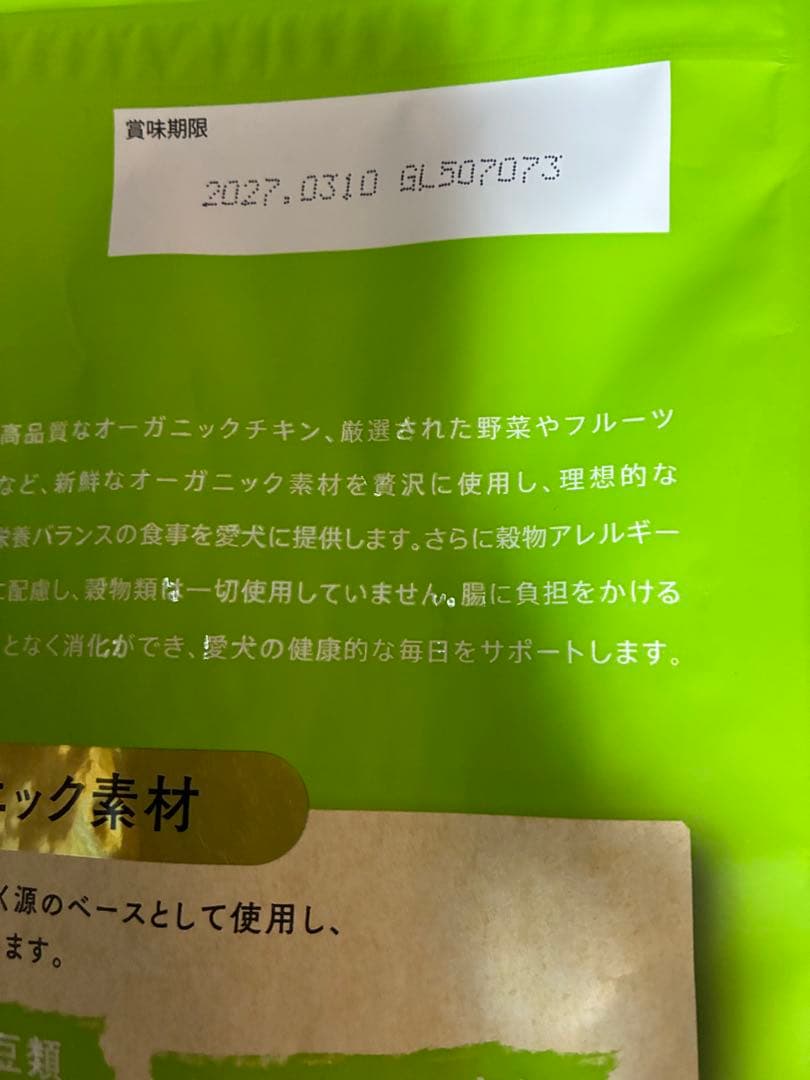 賞味期限
2027.0310 GL507073
高品質なオーガニックチキン、厳選された野菜やフルーツ
など、新鮮なオーガニック素材を贅沢に使用し、理想的な
栄養バランスの食事を愛犬に提供します。さらに穀物アレルギー
に配慮し、穀物類は一切使用していません。腸に負担をかける
となく消化ができ、愛犬の健康的な毎日をサポートします。
ニック素材
く源のベースとして使用し、
ます。
豆類